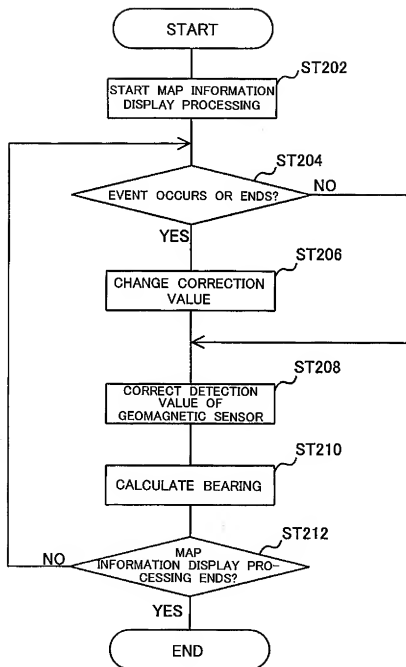 START
ST202
START MAP INFORMATION
DISPLAY PROCESSING
ST204
EVENT OCCURS OR ENDS?
NO
YES
ST206
CHANGE CORRECTION
VALUE
ST208
CORRECT DETECTION
VALUE OF
GEOMAGNETIC SENSOR
ST210
CALCULATE BEARING
ST212
NO
MAP
INFORMATION DISPLAY PRO-
CESSING ENDS?
YES
END